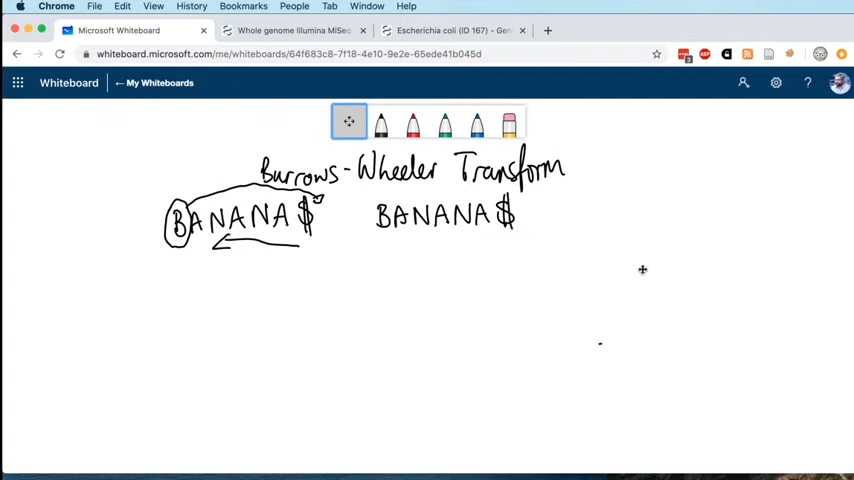 Chrome File Edit View History Bookmarks People Tab Window Help
Microsoft Whiteboard Whole genome Illumina MiSeq Escherichia coli (ID 167) - Gen
whiteboard.microsoft.com/me/whiteboards/64f683c8-7f18-4e10-9e2e-65ede41b045d
3 ABP
Whiteboard ← My Whiteboards ?
Burrows-Wheeler Transform
BANANA$ BANANA$